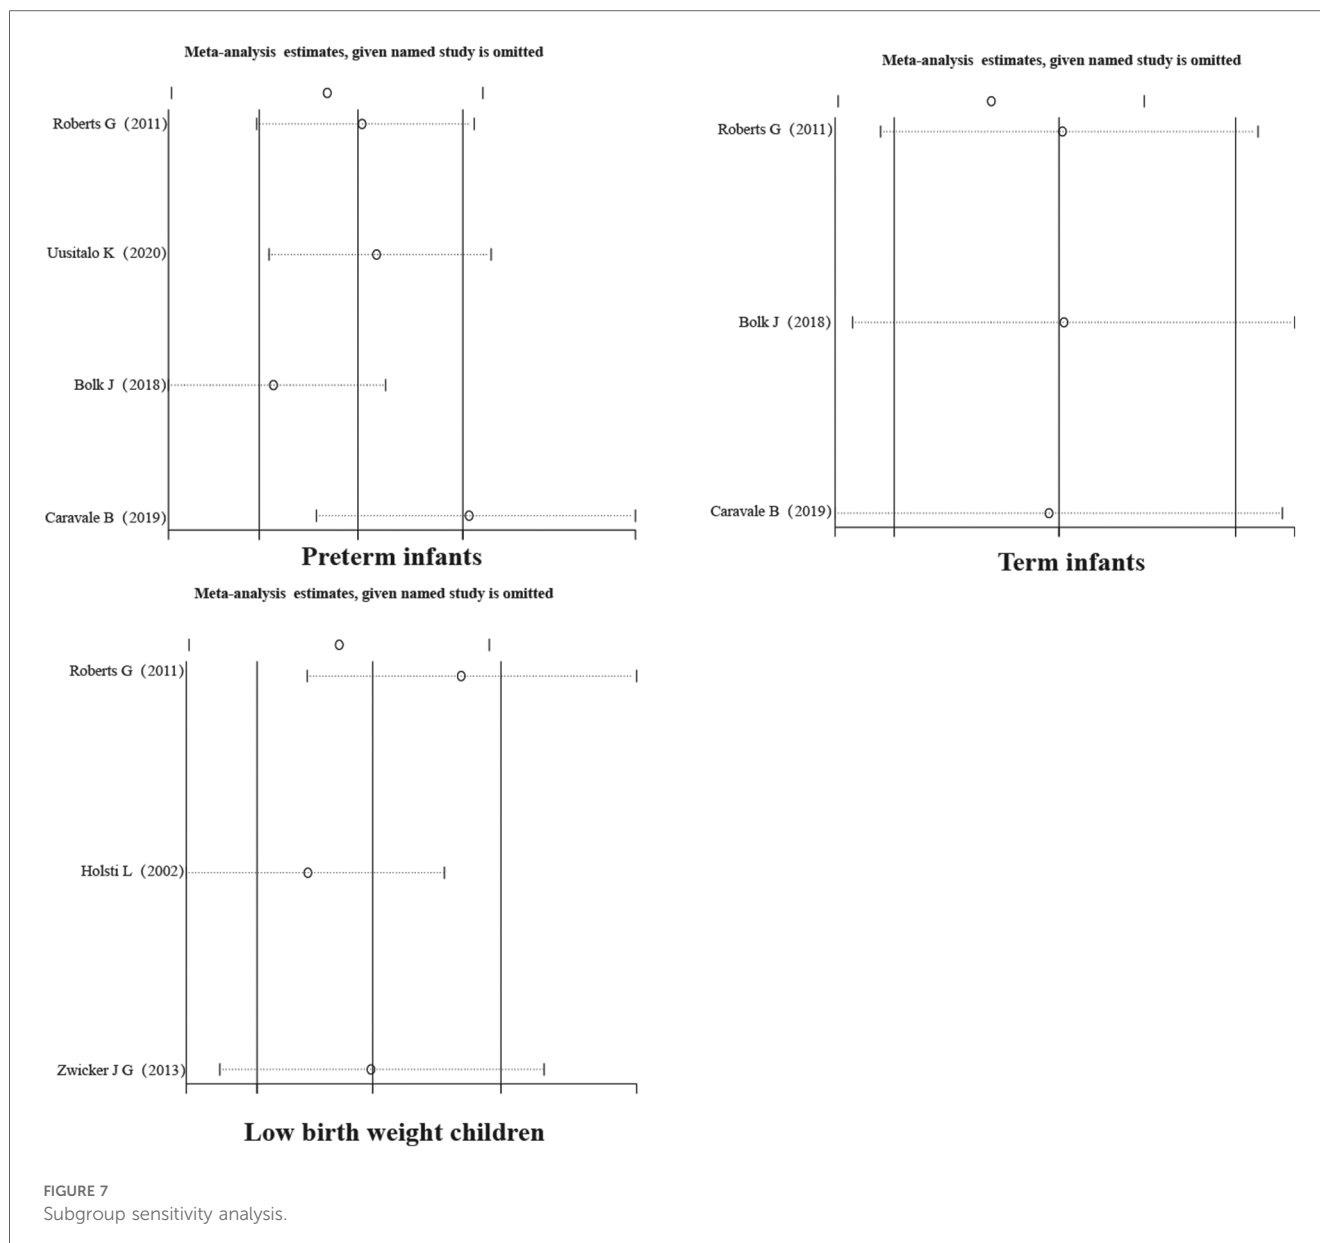 Meta-analysis estimates, given named study is omitted
Roberts G (2011)
Uusitalo K (2020)
Bolk J (2018)
Caravale B (2019)
Preterm infants
Meta-analysis estimates, given named study is omitted
Roberts G (2011)
Bolk J (2018)
Caravale B (2019)
Term infants
Meta-analysis estimates, given named study is omitted
Roberts G (2011)
Holsti L (2002)
Zwicker J G (2013)
Low birth weight children
FIGURE 7
Subgroup sensitivity analysis.